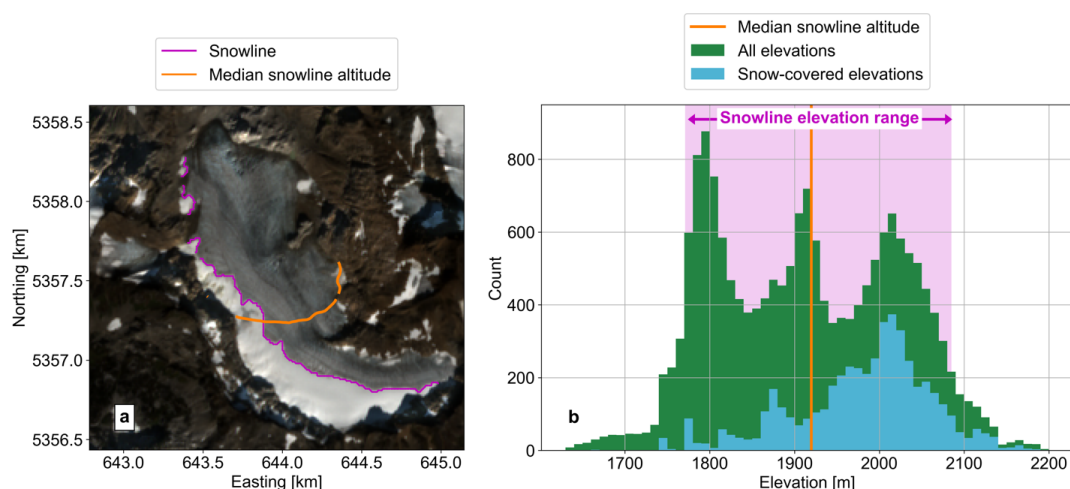 Snowline
Median snowline altitude
5358.5
5358.0
5357.5
5357.0
5356.5
Northing [km]
a
643.0 643.5 644.0 644.5 645.0
Easting [km]
Median snowline altitude
All elevations
Snow-covered elevations
Snowline elevation range
800
600
400
200
0
Count
b
1700 1800 1900 2000 2100 2200
Elevation [m]